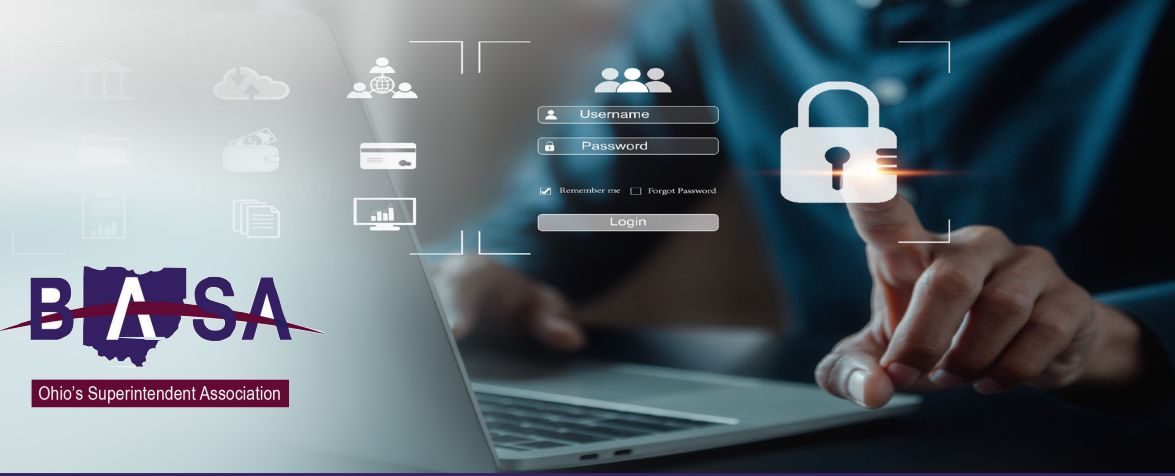 Username
Password
Remember me Forgot Password
Login
BASA
Ohio's Superintendent Association